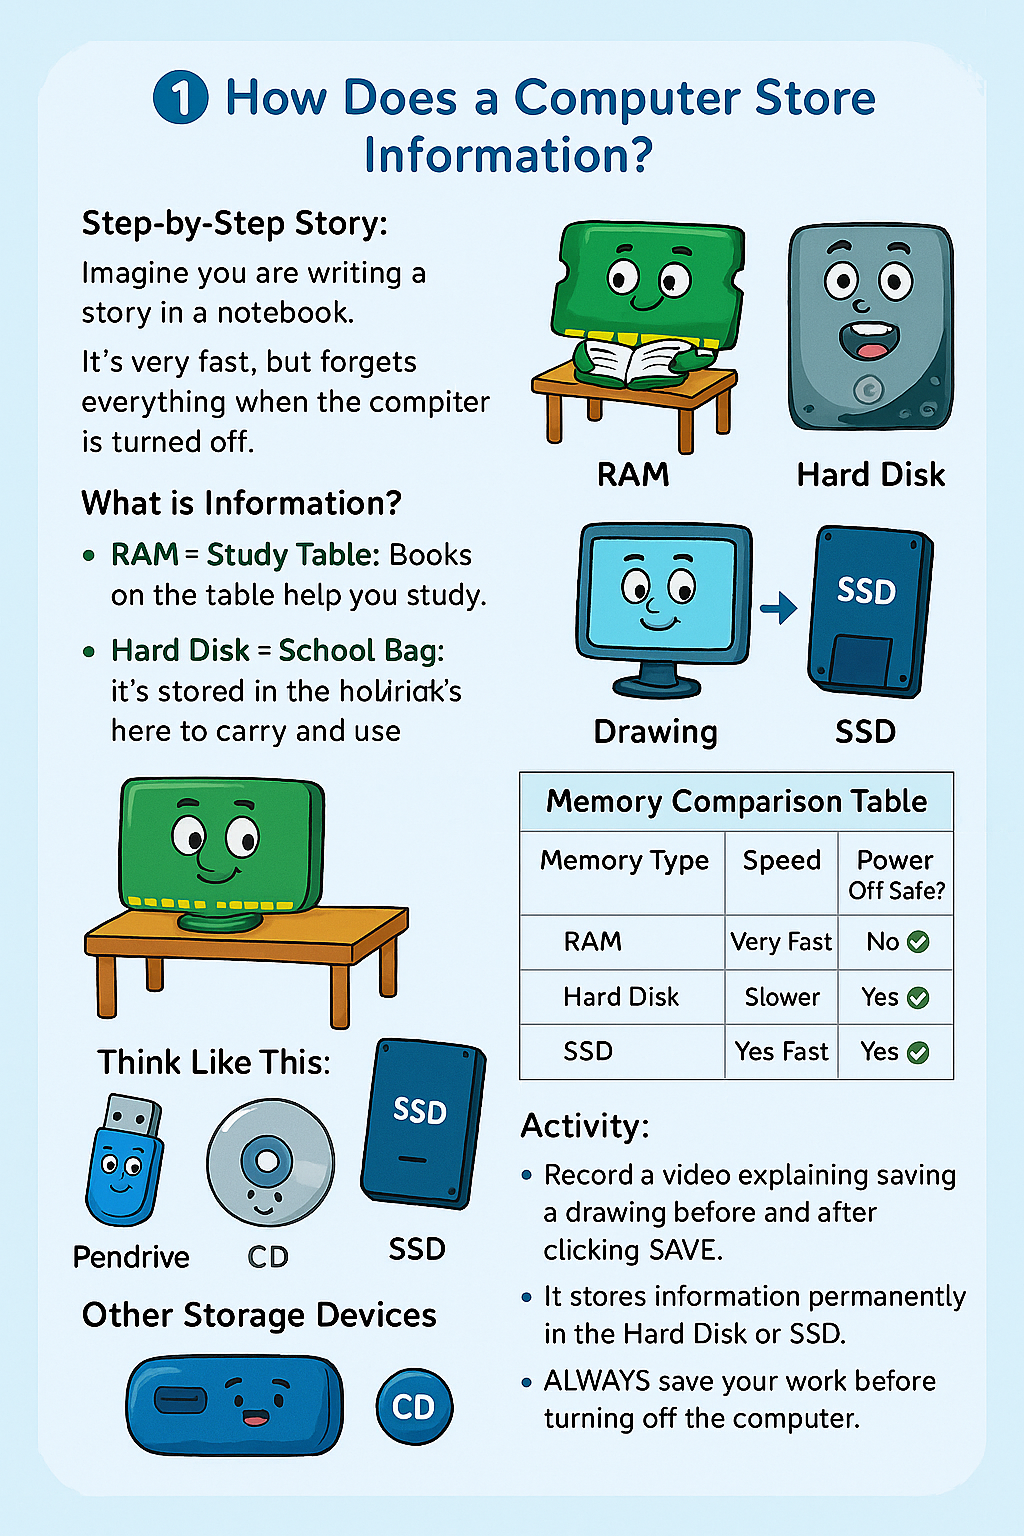 1 How Does a Computer Store
Information?
Step-by-Step Story:
Imagine you are writing a
story in a notebook.
It's very fast, but forgets
everything when the compiter
is turned off.
What is Information?
• RAM = Study Table: Books
on the table help you study.
• Hard Disk = School Bag:
it's stored in the
here to carry and use
RAM
Hard Disk
SSD
Drawing
SSD
Memory Comparison Table
Memory Type Speed Power
Off Safe?
RAM Very Fast No
Hard Disk Slower Yes
SSD Yes Fast Yes
Think Like This:
SSD
Pendrive
CD
SSD
Other Storage Devices
CD
Activity:
• Record a video explaining saving
a drawing before and after
clicking SAVE.
• It stores information permanently
in the Hard Disk or SSD.
• ALWAYS save your work before
turning off the computer.